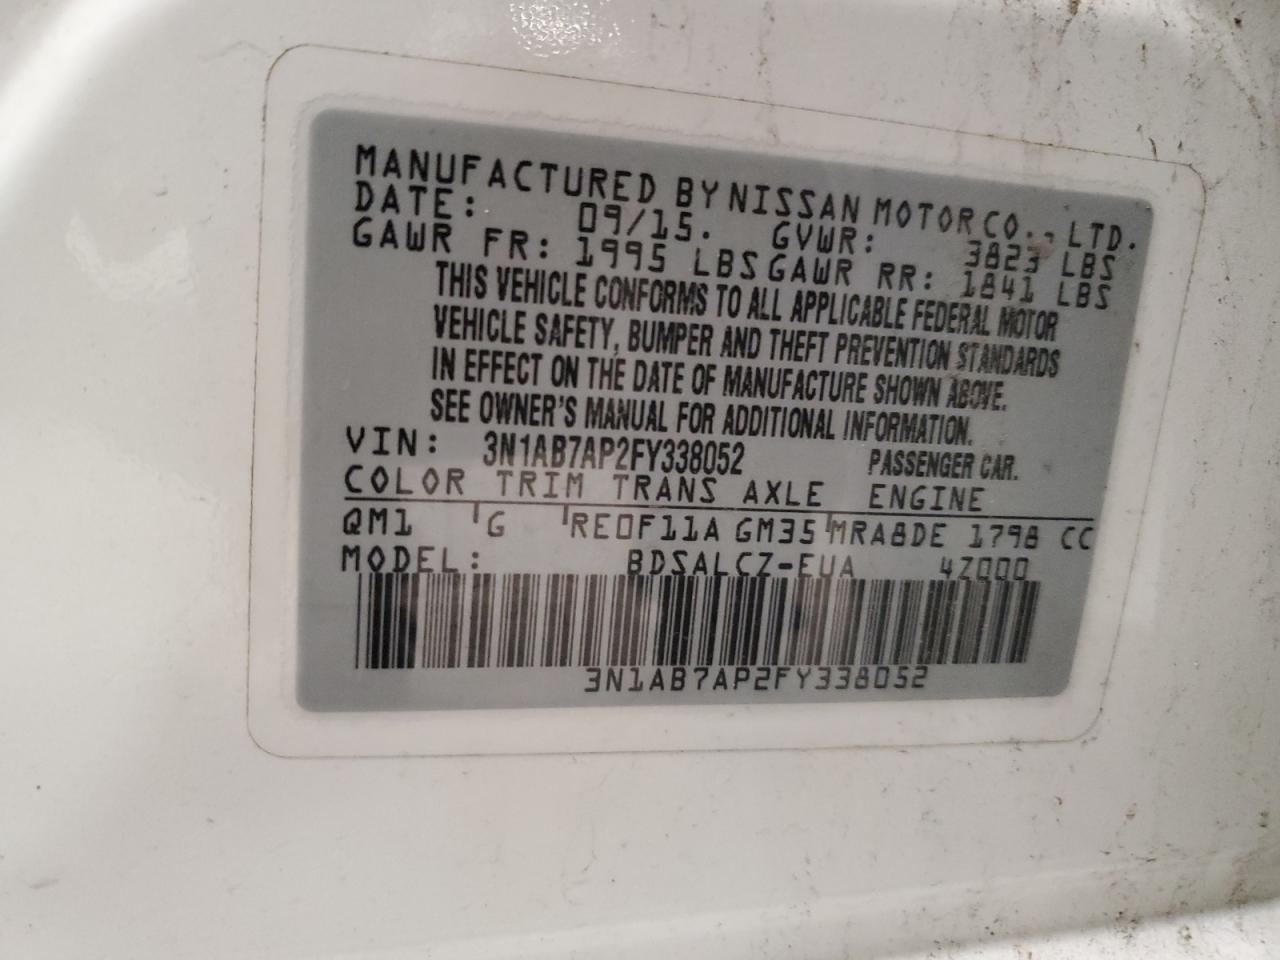 MANUFACTURED BY NISSAN MOTOR CO., LTD.
DATE: 09/15. GVWR: 3823 LBS
GAWR FR: 1995 LBS GAWR RR: 1841 LBS
THIS VEHICLE CONFORMS TO ALL APPLICABLE FEDERAL MOTOR
VEHICLE SAFETY, BUMPER AND THEFT PREVENTION STANDARDS
IN EFFECT ON THE DATE OF MANUFACTURE SHOWN ABOVE.
SEE OWNER'S MANUAL FOR ADDITIONAL INFORMATION.
VIN: 3N1AB7AP2FY338052 PASSENGER CAR.
COLOR TRIM TRANS AXLE ENGINE
QM1 G RE0F11A GM35 MRA8DE 1798 CC
MODEL: BDSALCZ-EUA 4Z000
3N1AB7AP2FY338052